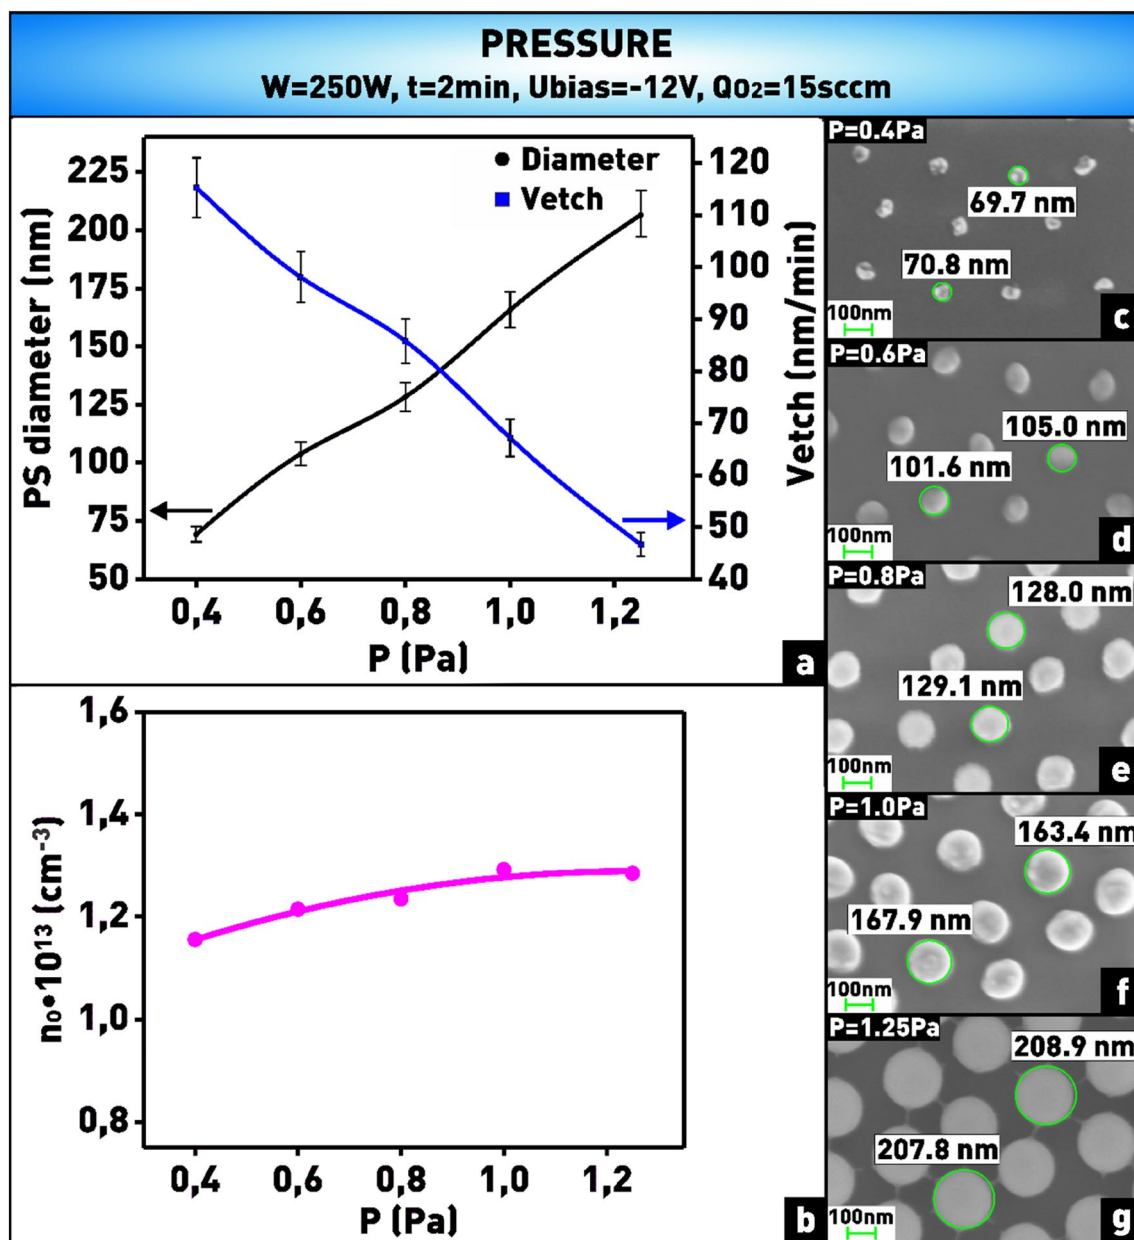 PRESSURE
W=250W, t=2min, Ubias=-12V, QO2=15sccm
PS diameter (nm)
225
200
175
150
125
100
75
50
Diameter
Vetch
120
110
100
90
80
70
60
50
40
Vetch (nm/min)
0,4 0,6 0,8 1,0 1,2
P (Pa)
a
n0•10¹³ (cm⁻³)
1,6
1,4
1,2
1,0
0,8
0,4 0,6 0,8 1,0 1,2
P (Pa)
b
P=0.4Pa
69.7 nm
70.8 nm
100nm
c
P=0.6Pa
105.0 nm
101.6 nm
100nm
d
P=0.8Pa
128.0 nm
129.1 nm
100nm
e
P=1.0Pa
163.4 nm
167.9 nm
100nm
f
P=1.25Pa
208.9 nm
207.8 nm
100nm
g